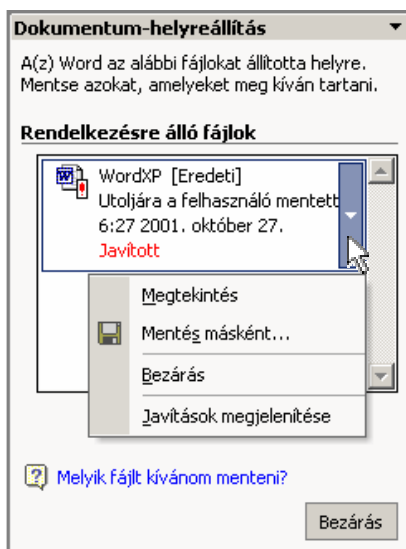 Dokumentum-helyreállítás
A(z) Word az alábbi fájlokat állította helyre.
Mentse azokat, amelyeket meg kíván tartani.
Rendelkezésre álló fájlok
WordXP [Eredeti]
Utoljára a felhasználó mentett
6:27 2001. október 27.
Javított
Megtekintés
Mentés másként...
Bezárás
Javítások megjelenítése
Melyik fájlt kívánom menteni?
Bezárás